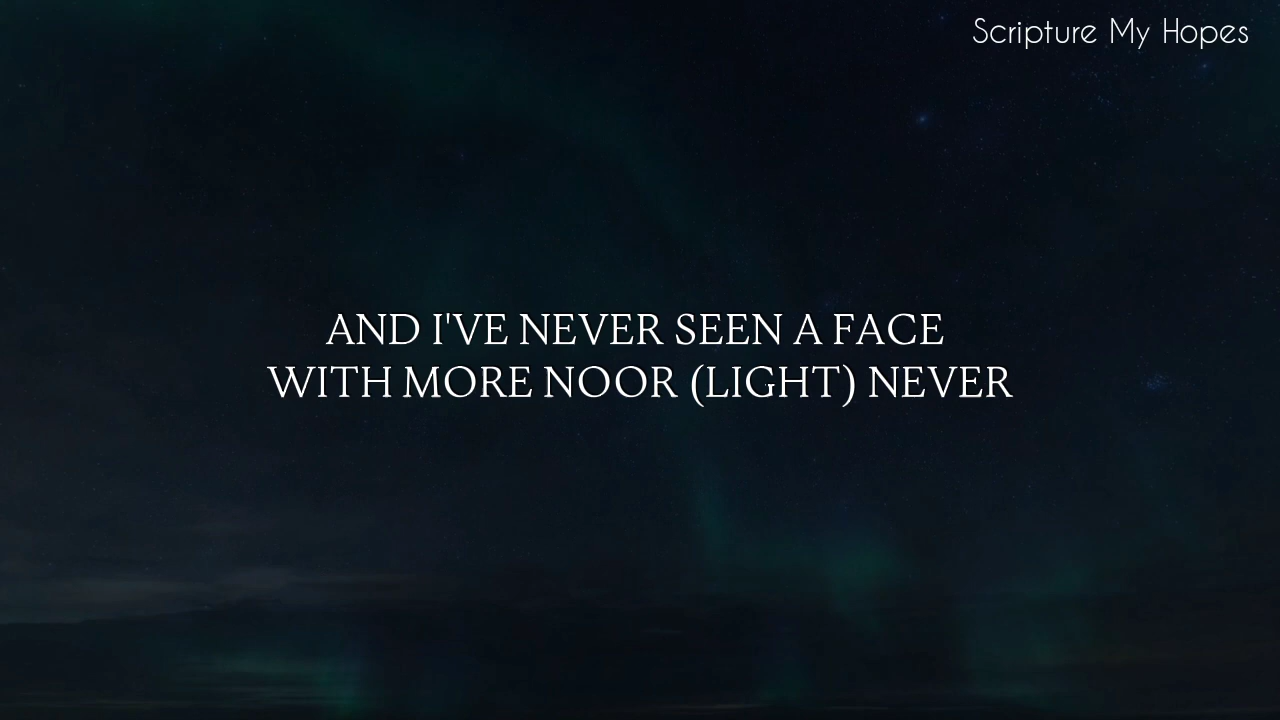 Scripture My Hopes
AND I'VE NEVER SEEN A FACE
WITH MORE NOOR (LIGHT) NEVER